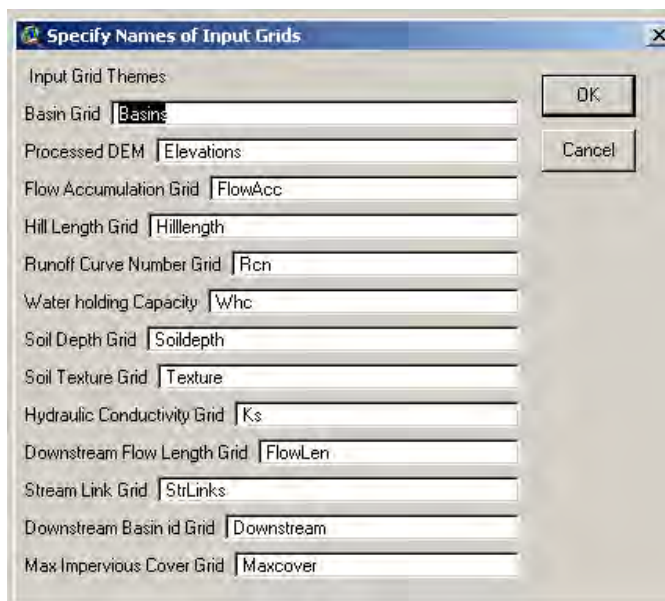 Specify Names of Input Grids
Input Grid Themes
OK
Basin Grid Basins
Processed DEM Elevations
Cancel
Flow Accumulation Grid FlowAcc
Hill Length Grid Hilllength
Runoff Curve Number Grid Rcn
Water holding Capacity Whc
Soil Depth Grid Soildepth
Soil Texture Grid Texture
Hydraulic Conductivity Grid Ks
Downstream Flow Length Grid FlowLen
Stream Link Grid StrLinks
Downstream Basin id Grid Downstream
Max Impervious Cover Grid Maxcover